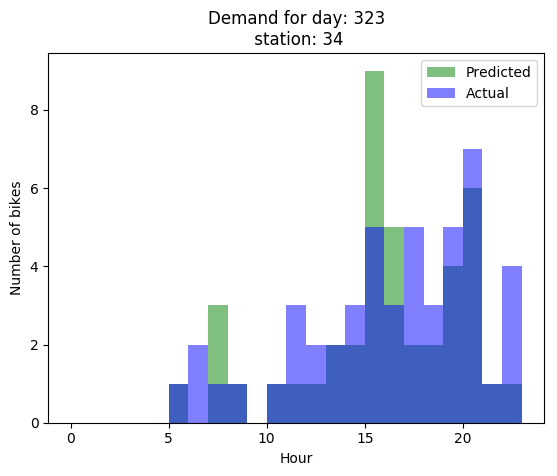 Demand for day: 323
station: 34
Predicted
Actual
Number of bikes
8
6
4
2
0
0
5
10
15
20
Hour